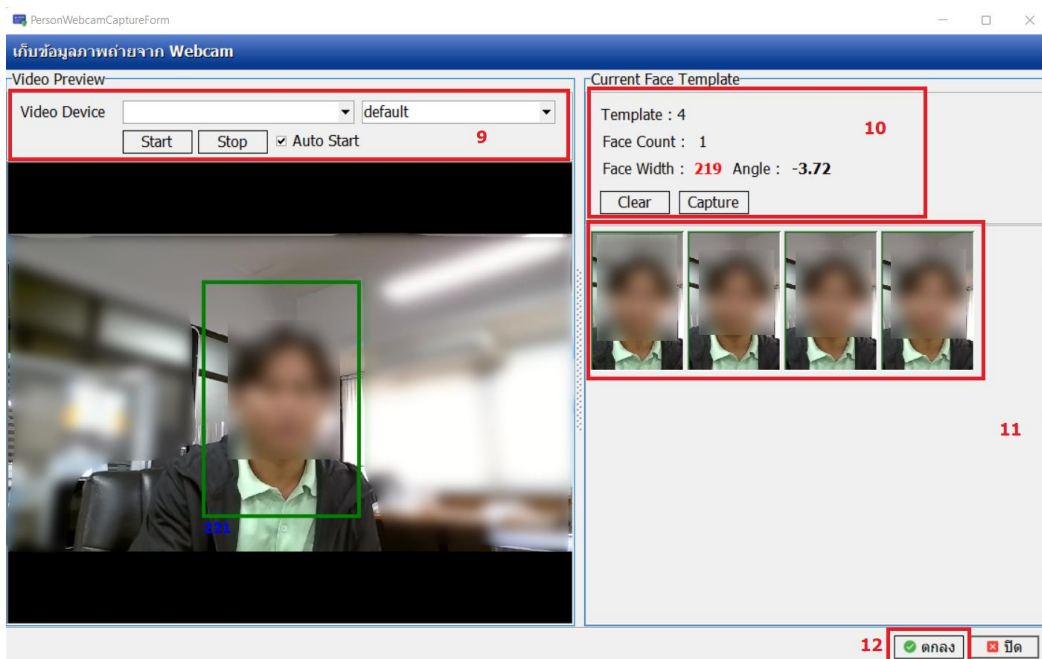 PersonWebcamCaptureForm
เก็บข้อมูลภาพถ่ายจาก Webcam
Video Preview
Video Device default
Start Stop Auto Start 9
221
Current Face Template
Template : 4
Face Count : 1
Face Width : 219 Angle : -3.72
10
Clear Capture
11
12 ตกลง ปิด